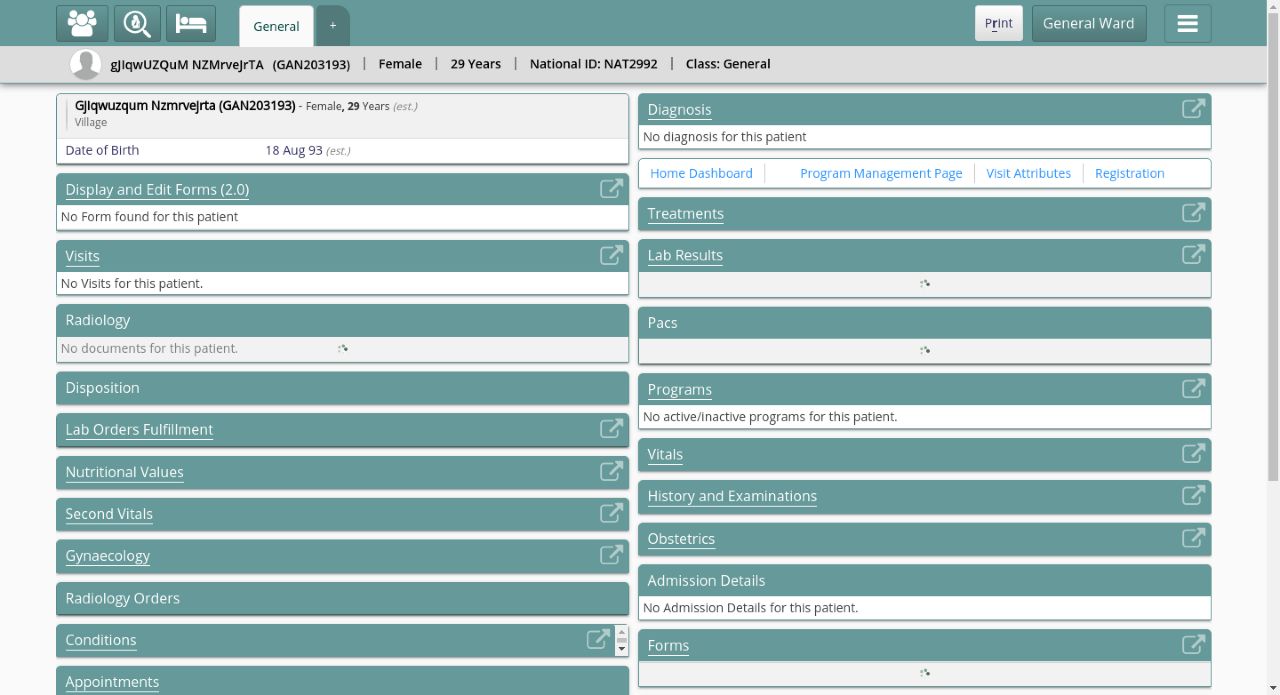 General
+
Print
General Ward
gJIqwUZQuM NZMrveJrTA (GAN203193) | Female | 29 Years | National ID: NAT2992 | Class: General
GJIqwuzqum Nzmrvejrta (GAN203193) - Female, 29 Years (est.)
Village
Date of Birth 18 Aug 93 (est.)
Display and Edit Forms (2.0)
No Form found for this patient
Visits
No Visits for this patient.
Radiology
No documents for this patient.
Disposition
Lab Orders Fulfillment
Nutritional Values
Second Vitals
Gynaecology
Radiology Orders
Conditions
Appointments
Diagnosis
No diagnosis for this patient
Home Dashboard | Program Management Page | Visit Attributes | Registration
Treatments
Lab Results
Pacs
Programs
No active/inactive programs for this patient.
Vitals
History and Examinations
Obstetrics
Admission Details
No Admission Details for this patient.
Forms